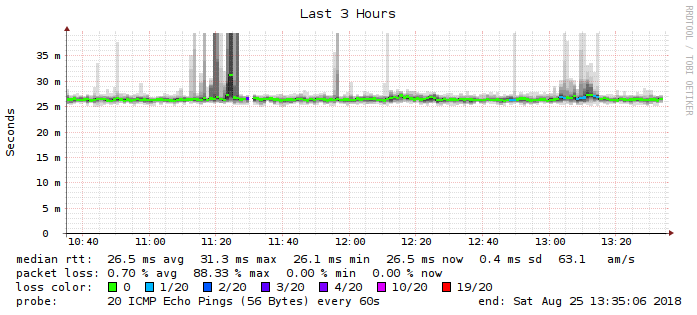 Last 3 Hours
RRDTOOL / TOBI OETIKER
Seconds
35 m
30 m
25 m
20 m
15 m
10 m
5 m
0
10:40 11:00 11:20 11:40 12:00 12:20 12:40 13:00 13:20
median rtt: 26.5 ms avg 31.3 ms max 26.1 ms min 26.5 ms now 0.4 ms sd 63.1 am/s
packet loss: 0.70 % avg 88.33 % max 0.00 % min 0.00 % now
loss color: 0 1/20 2/20 3/20 4/20 10/20 19/20
probe: 20 ICMP Echo Pings (56 Bytes) every 60s end: Sat Aug 25 13:35:06 2018